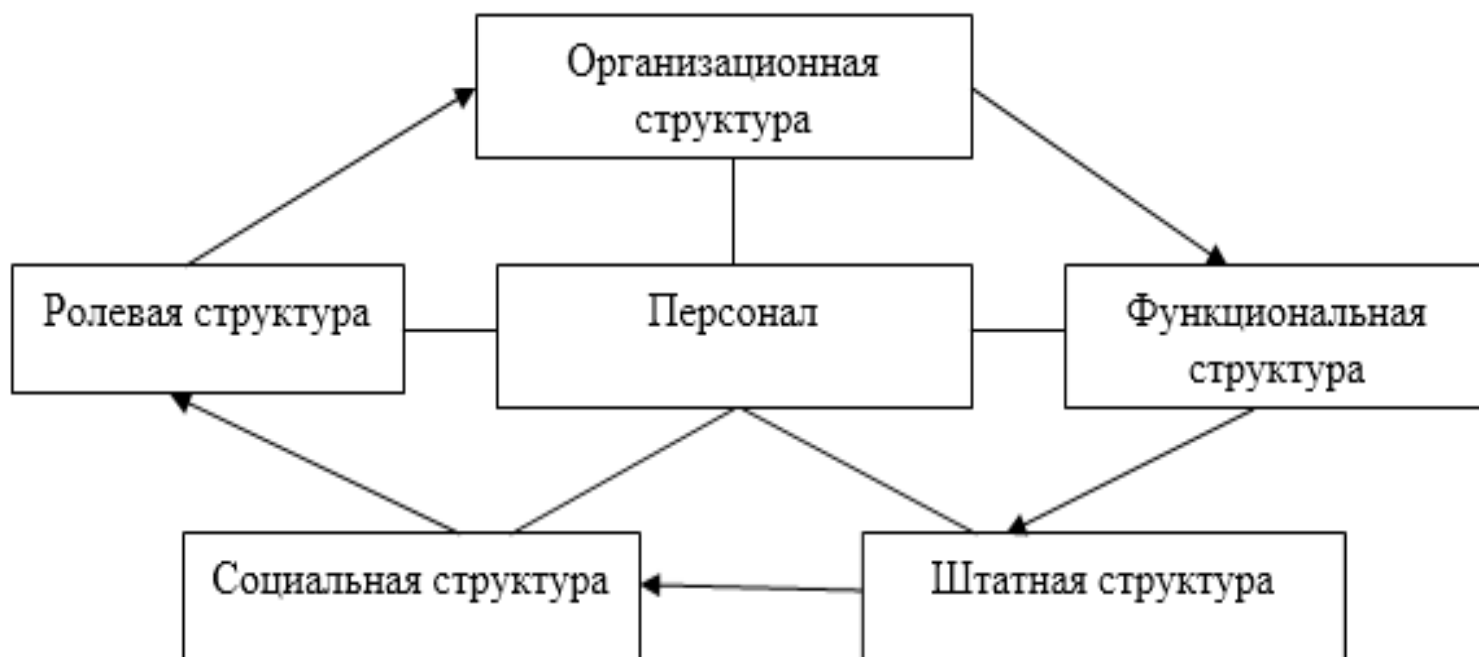 Организационная
структура
Ролевая структура
Персонал
Функциональная
структура
Социальная структура
Штатная структура